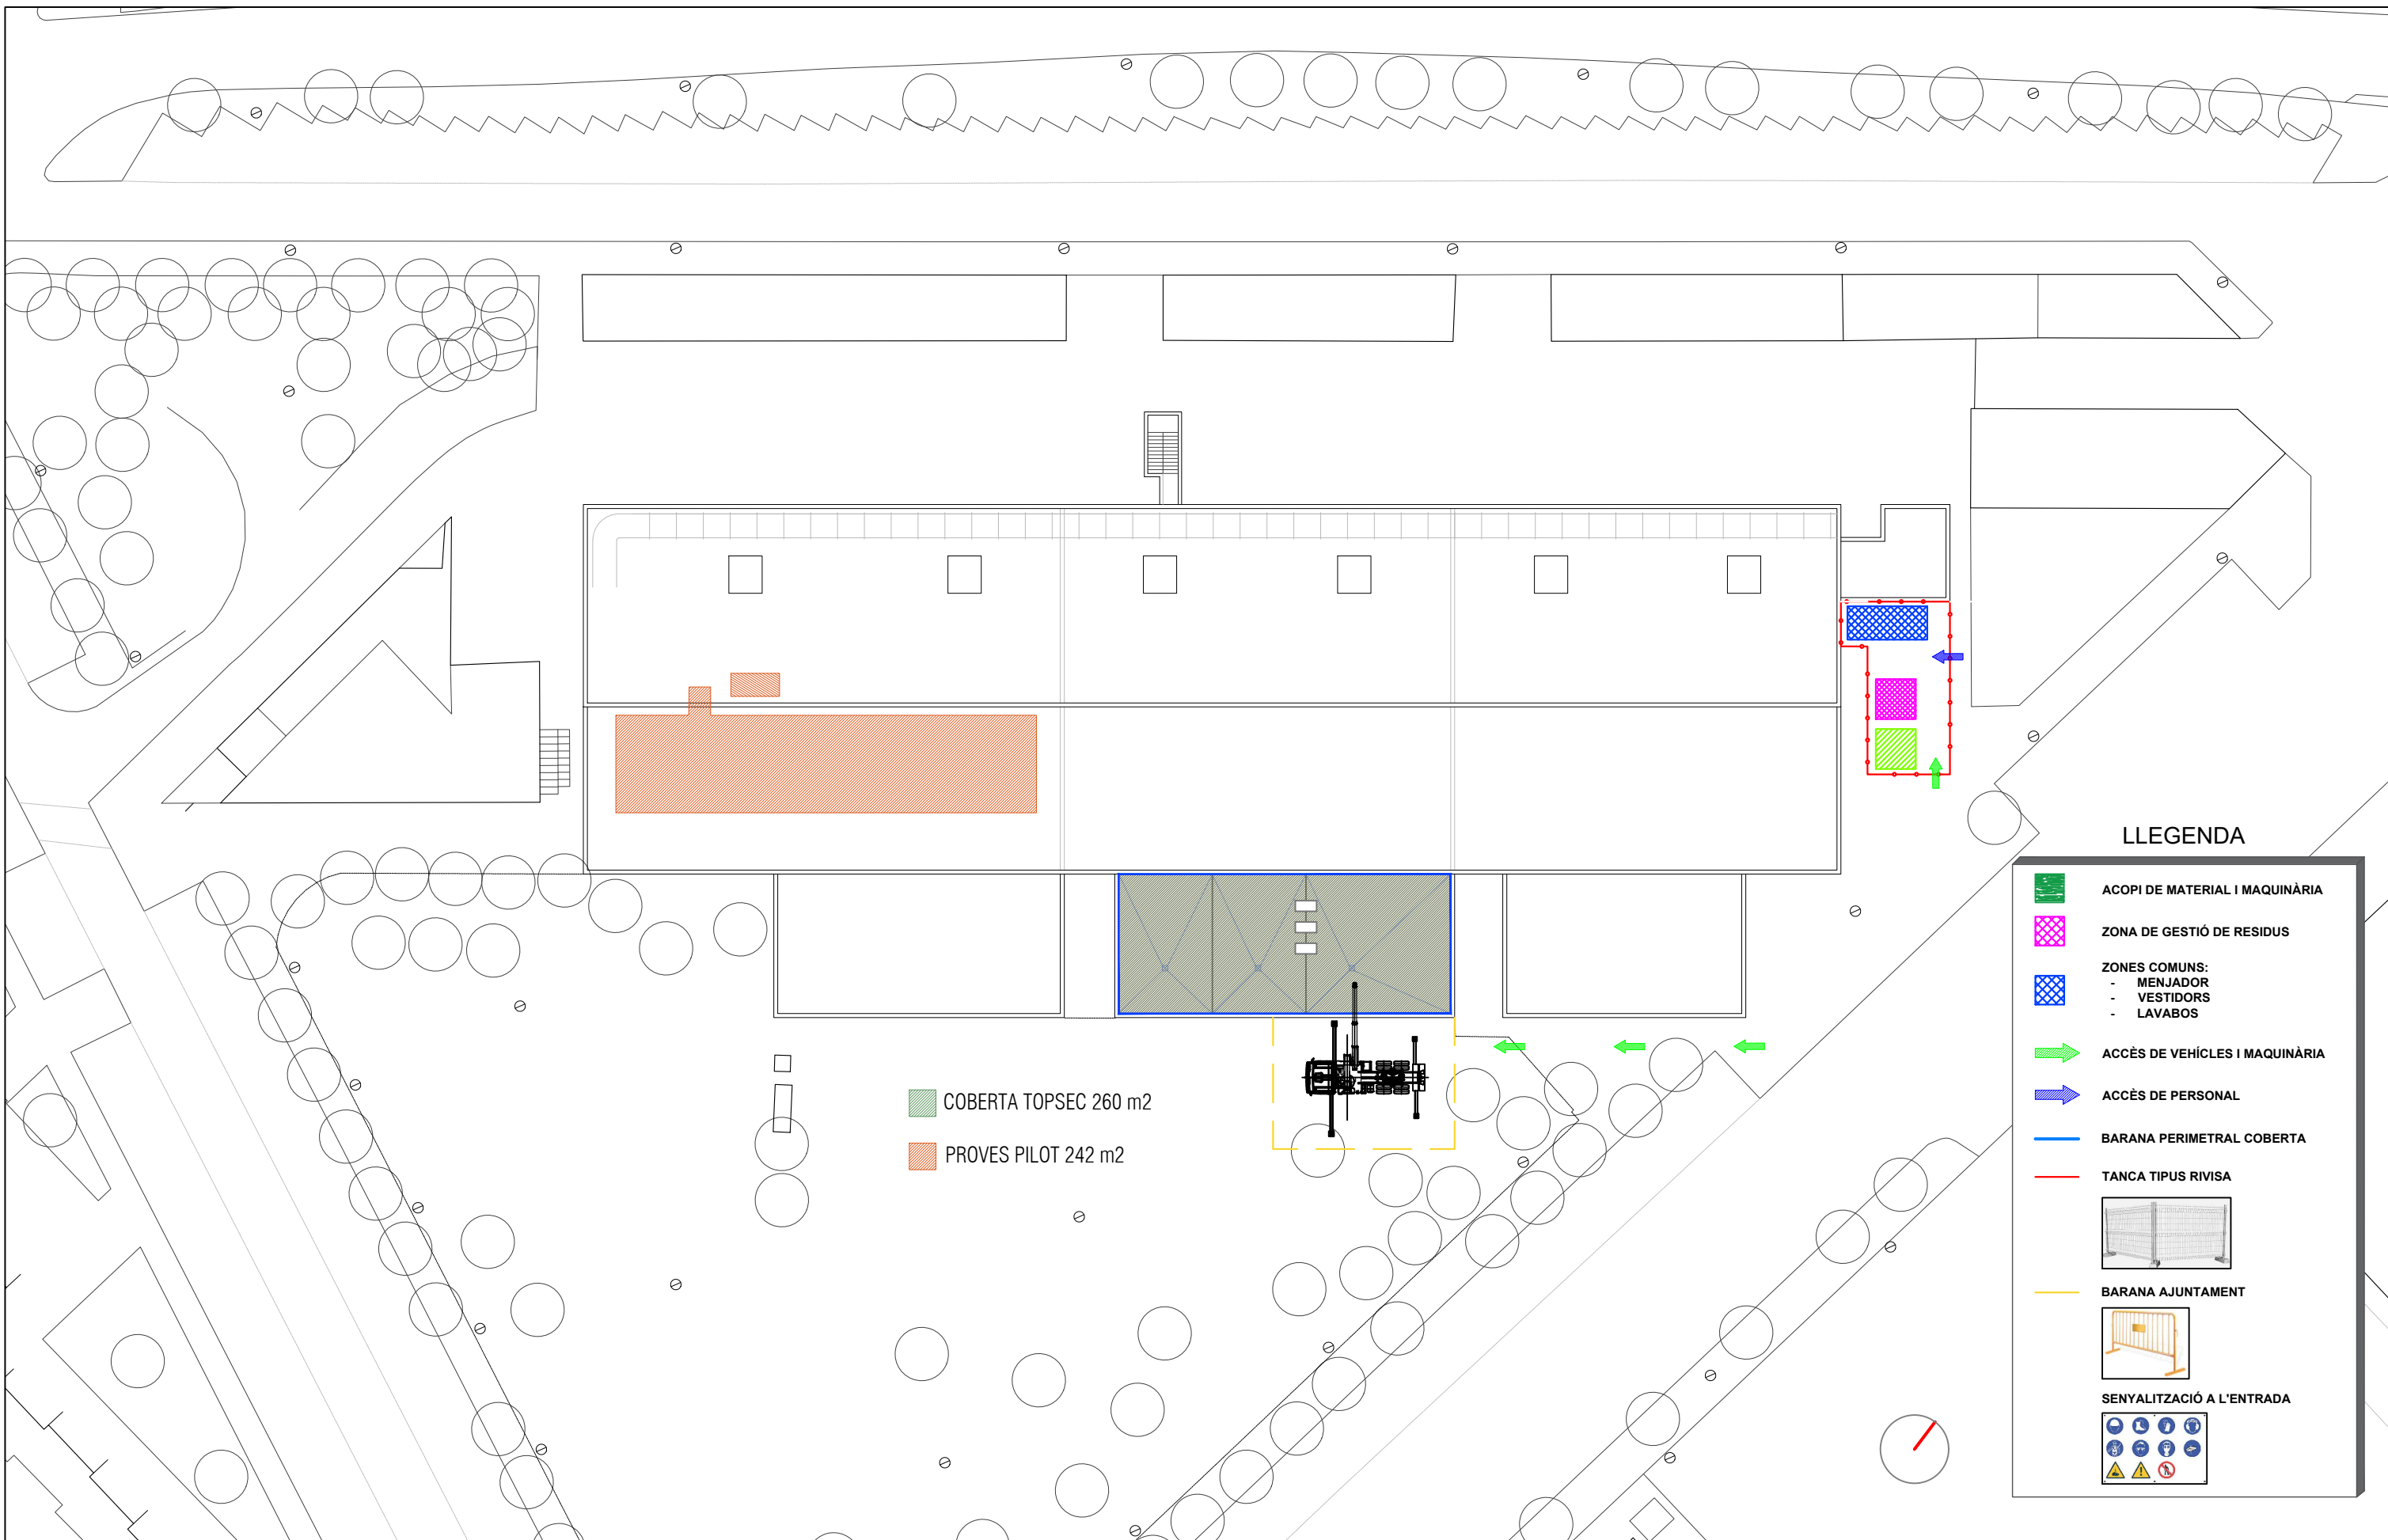 COBERTA TOPSEC 260 m2
PROVES PILOT 242 m2
LLEGENDA
ACOPI DE MATERIAL I MAQUINÀRIA
ZONA DE GESTIÓ DE RESIDUS
ZONES COMUNS:
- MENJADOR
- VESTIDORS
- LAVABOS
ACCÈS DE VEHÍCLES I MAQUINÀRIA
ACCÈS DE PERSONAL
BARANA PERIMETRAL COBERTA
TANCA TIPUS RIVISA
BARANA AJUNTAMENT
SENYALITZACIÓ A L'ENTRADA